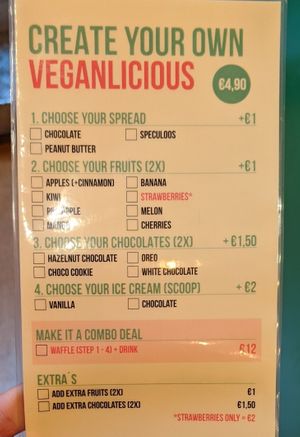 CREATE YOUR OWN
VEGANLICIOUS €4,90
1. CHOOSE YOUR SPREAD +€1
CHOCOLATE SPECULOOS
PEANUT BUTTER
2. CHOOSE YOUR FRUITS (2X) +€1
APPLES (+CINNAMON) BANANA
KIWI STRAWBERRIES*
PINEAPPLE MELON
MANGO CHERRIES
3. CHOOSE YOUR CHOCOLATES (2X) +€1,50
HAZELNUT CHOCOLATE OREO
CHOCO COOKIE WHITE CHOCOLATE
4. CHOOSE YOUR ICE CREAM (SCOOP) +€2
VANILLA CHOCOLATE
MAKE IT A COMBO DEAL
WAFFLE (STEP 1 - 4) + DRINK €12
EXTRA´S
ADD EXTRA FRUITS (2X) €1
ADD EXTRA CHOCOLATES (2X) €1,50
*STRAWBERRIES ONLY = €2